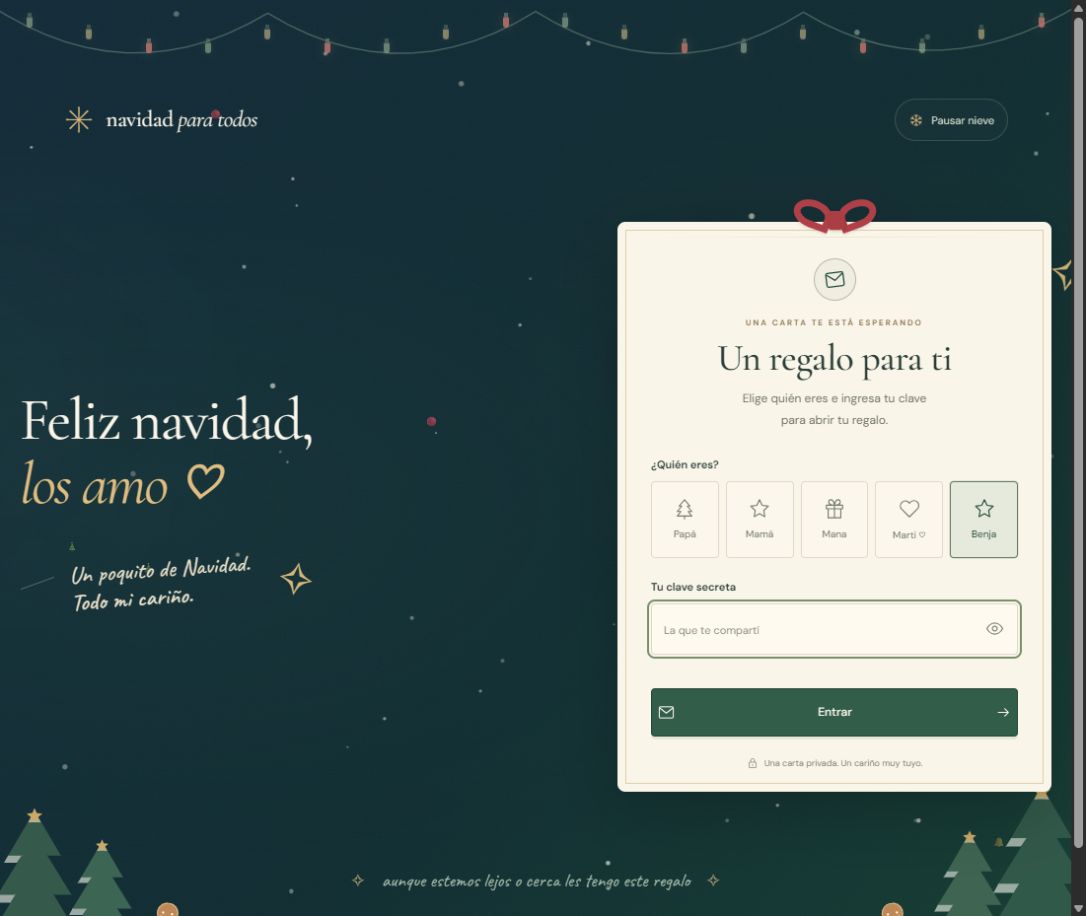 navidad para todos
Pausar nieve
UNA CARTA TE ESTÁ ESPERANDO
Un regalo para ti
Elige quién eres e ingresa tu clave
para abrir tu regalo.
¿Quién eres?
Papá
Mamá
Mana
Marti ♡
Benja
Tu clave secreta
La que te compartí
Entrar
Una carta privada. Un cariño muy tuyo.
Feliz navidad,
los amo ♡
Un poquito de Navidad.
Todo mi cariño.
aunque estemos lejos o cerca les tengo este regalo